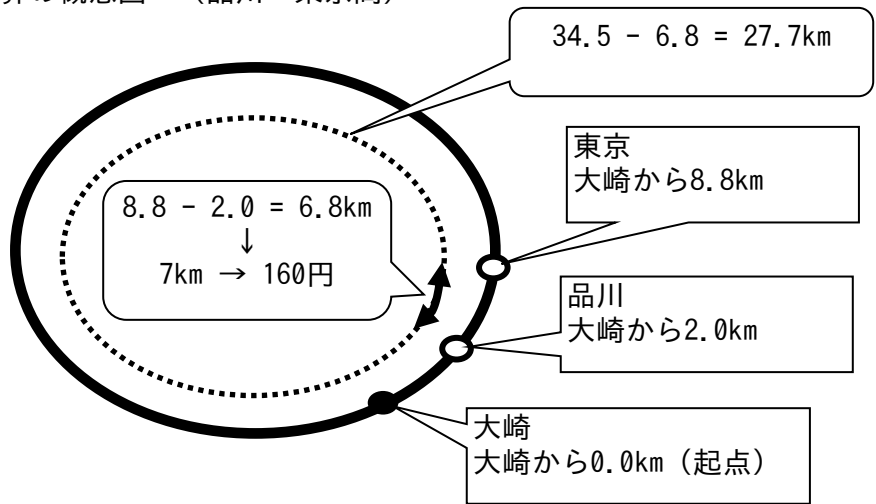 34.5 - 6.8 = 27.7km
東京
大崎から8.8km
8.8 - 2.0 = 6.8km
↓
7km → 160円
品川
大崎から2.0km
大崎
大崎から0.0km（起点）